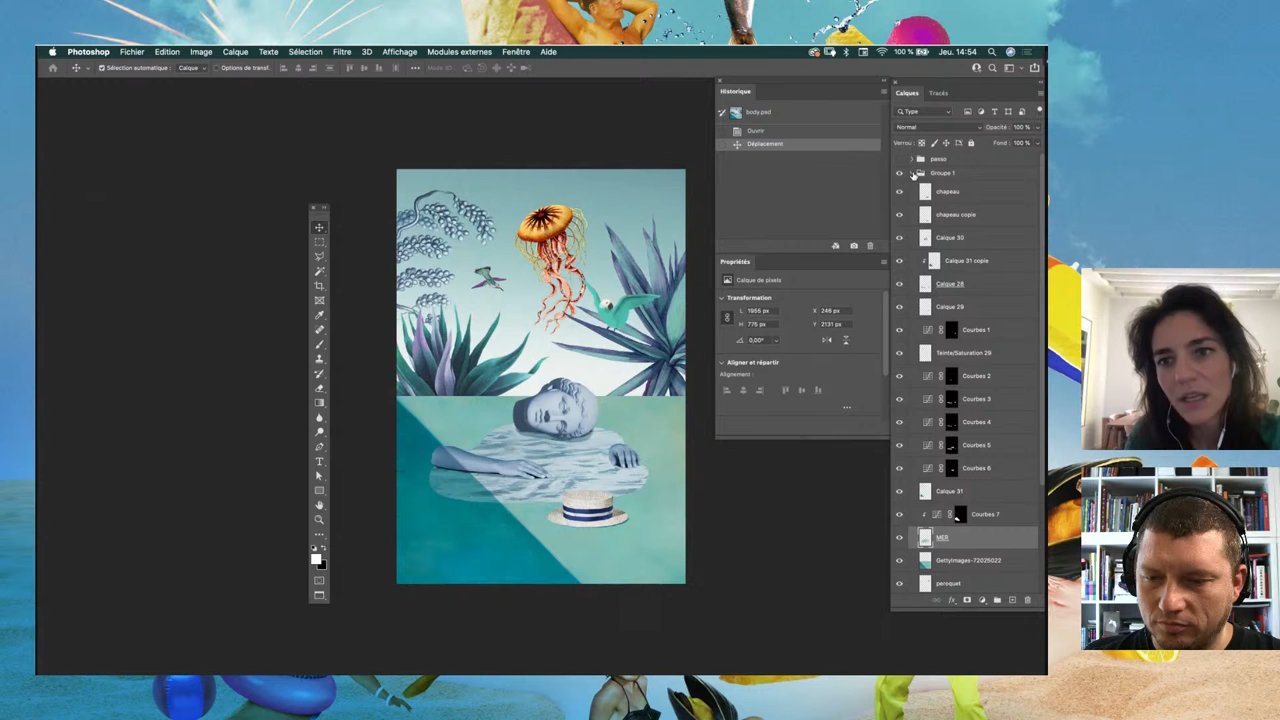 Photoshop Fichier Edition Image Calque Texte Sélection Filtre 3D Affichage Modules externes Fenêtre Aide 100 % Jeu. 14:54
Sélection automatique : Calque Options de transf.
Historique
body.psd
Ouvrir
Déplacement
Propriétés
Calque de pixels
Transformation
L 1955 px X 246 px
H 776 px Y 2131 px
0,00°
Aligner et répartir
Alignement :
Calques Tracés
Type
Normal Opacité : 100 %
Verrou : Fond : 100 %
passo
Groupe 1
chapeau
chapeau copie
Calque 30
Calque 31 copie
Calque 28
Calque 29
Courbes 1
Teinte/Saturation 29
Courbes 2
Courbes 3
Courbes 4
Courbes 5
Courbes 6
Calque 31
Courbes 7
MER
GettyImages-72025022
peroquet